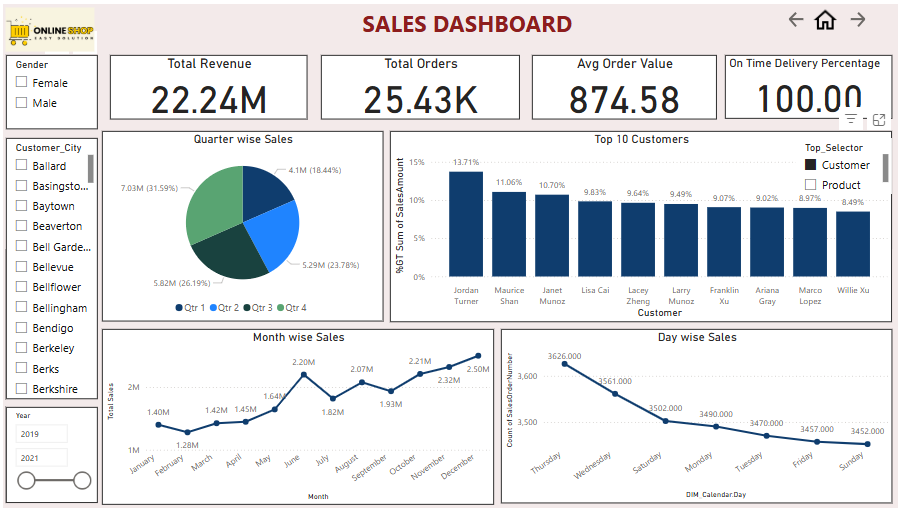 ONLINE SHOP
EASY SOLUTION
SALES DASHBOARD
Gender
Female
Male
Total Revenue
22.24M
Total Orders
25.43K
Avg Order Value
874.58
On Time Delivery Percentage
100.00
Customer_City
Ballard
Basingsto...
Baytown
Beaverton
Bell Garde...
Bellevue
Bellflower
Bellingham
Bendigo
Berkeley
Berks
Berkshire
Year
2019
2021
Quarter wise Sales
4.1M (18.44%)
7.03M (31.59%)
5.29M (23.78%)
5.82M (26.19%)
Qtr 1 Qtr 2 Qtr 3 Qtr 4
Top 10 Customers
Top_Selector
Customer
Product
%GT Sum of SalesAmount
15%
10%
5%
0%
13.71% 11.06% 10.70% 9.83% 9.64% 9.49% 9.07% 9.02% 8.97% 8.49%
Jordan Maurice Janet Lisa Cai Lacey Larry Franklin Ariana Marco Willie Xu
Turner Shan Munoz Zheng Munoz Xu Gray Lopez
Customer
Month wise Sales
Total Sales
2M
1M
1.40M 1.28M 1.42M 1.45M 1.64M 2.20M 1.82M 2.07M 1.93M 2.21M 2.32M 2.50M
January February March April May June July August September October November December
Month
Day wise Sales
Count of SalesOrderNumber
3,600
3,500
3626.000 3561.000 3502.000 3490.000 3470.000 3457.000 3452.000
Thursday Wednesday Saturday Monday Tuesday Friday Sunday
DIM_Calendar.Day